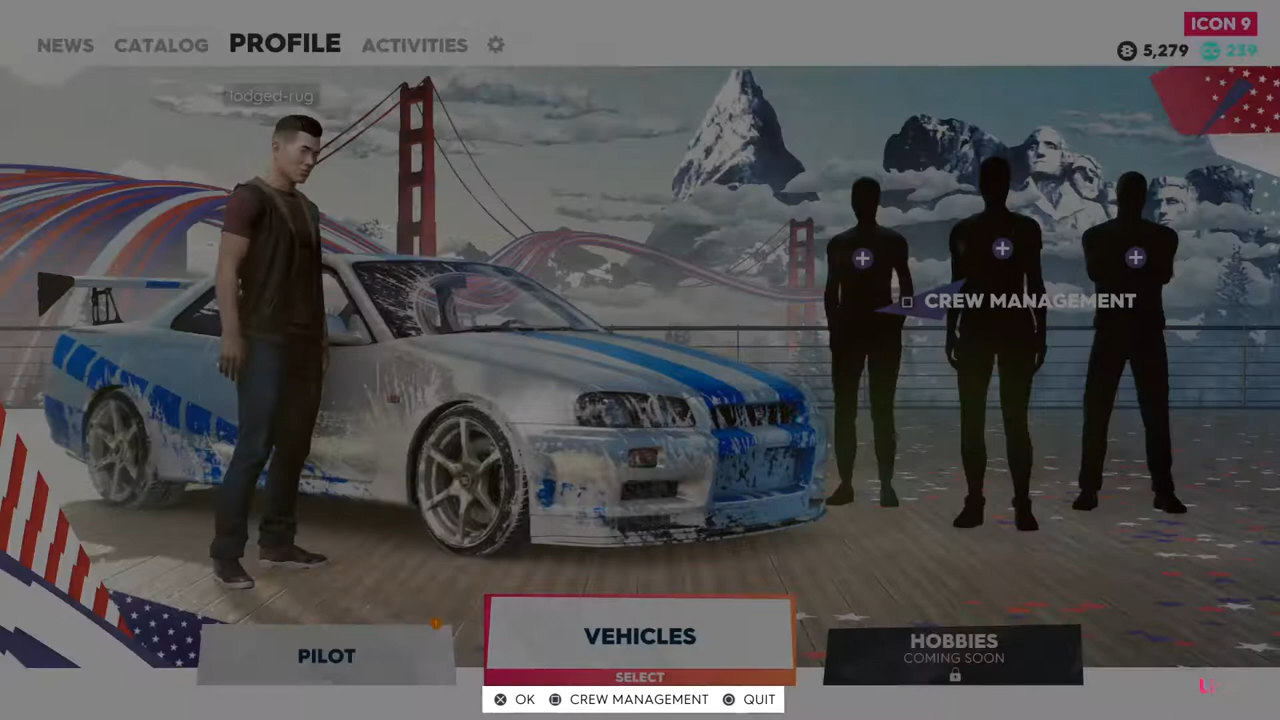 NEWS CATALOG PROFILE ACTIVITIES
ICON 9
5,279 239
lodged-rug
CREW MANAGEMENT
PILOT
VEHICLES
SELECT
HOBBIES
COMING SOON
OK CREW MANAGEMENT QUIT